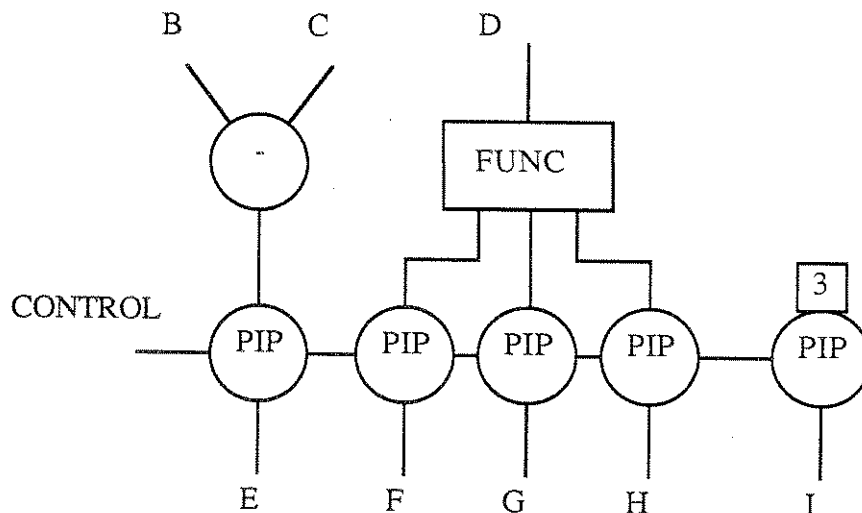 B C D
-
FUNC
3
CONTROL
PIP PIP PIP PIP PIP
E F G H I